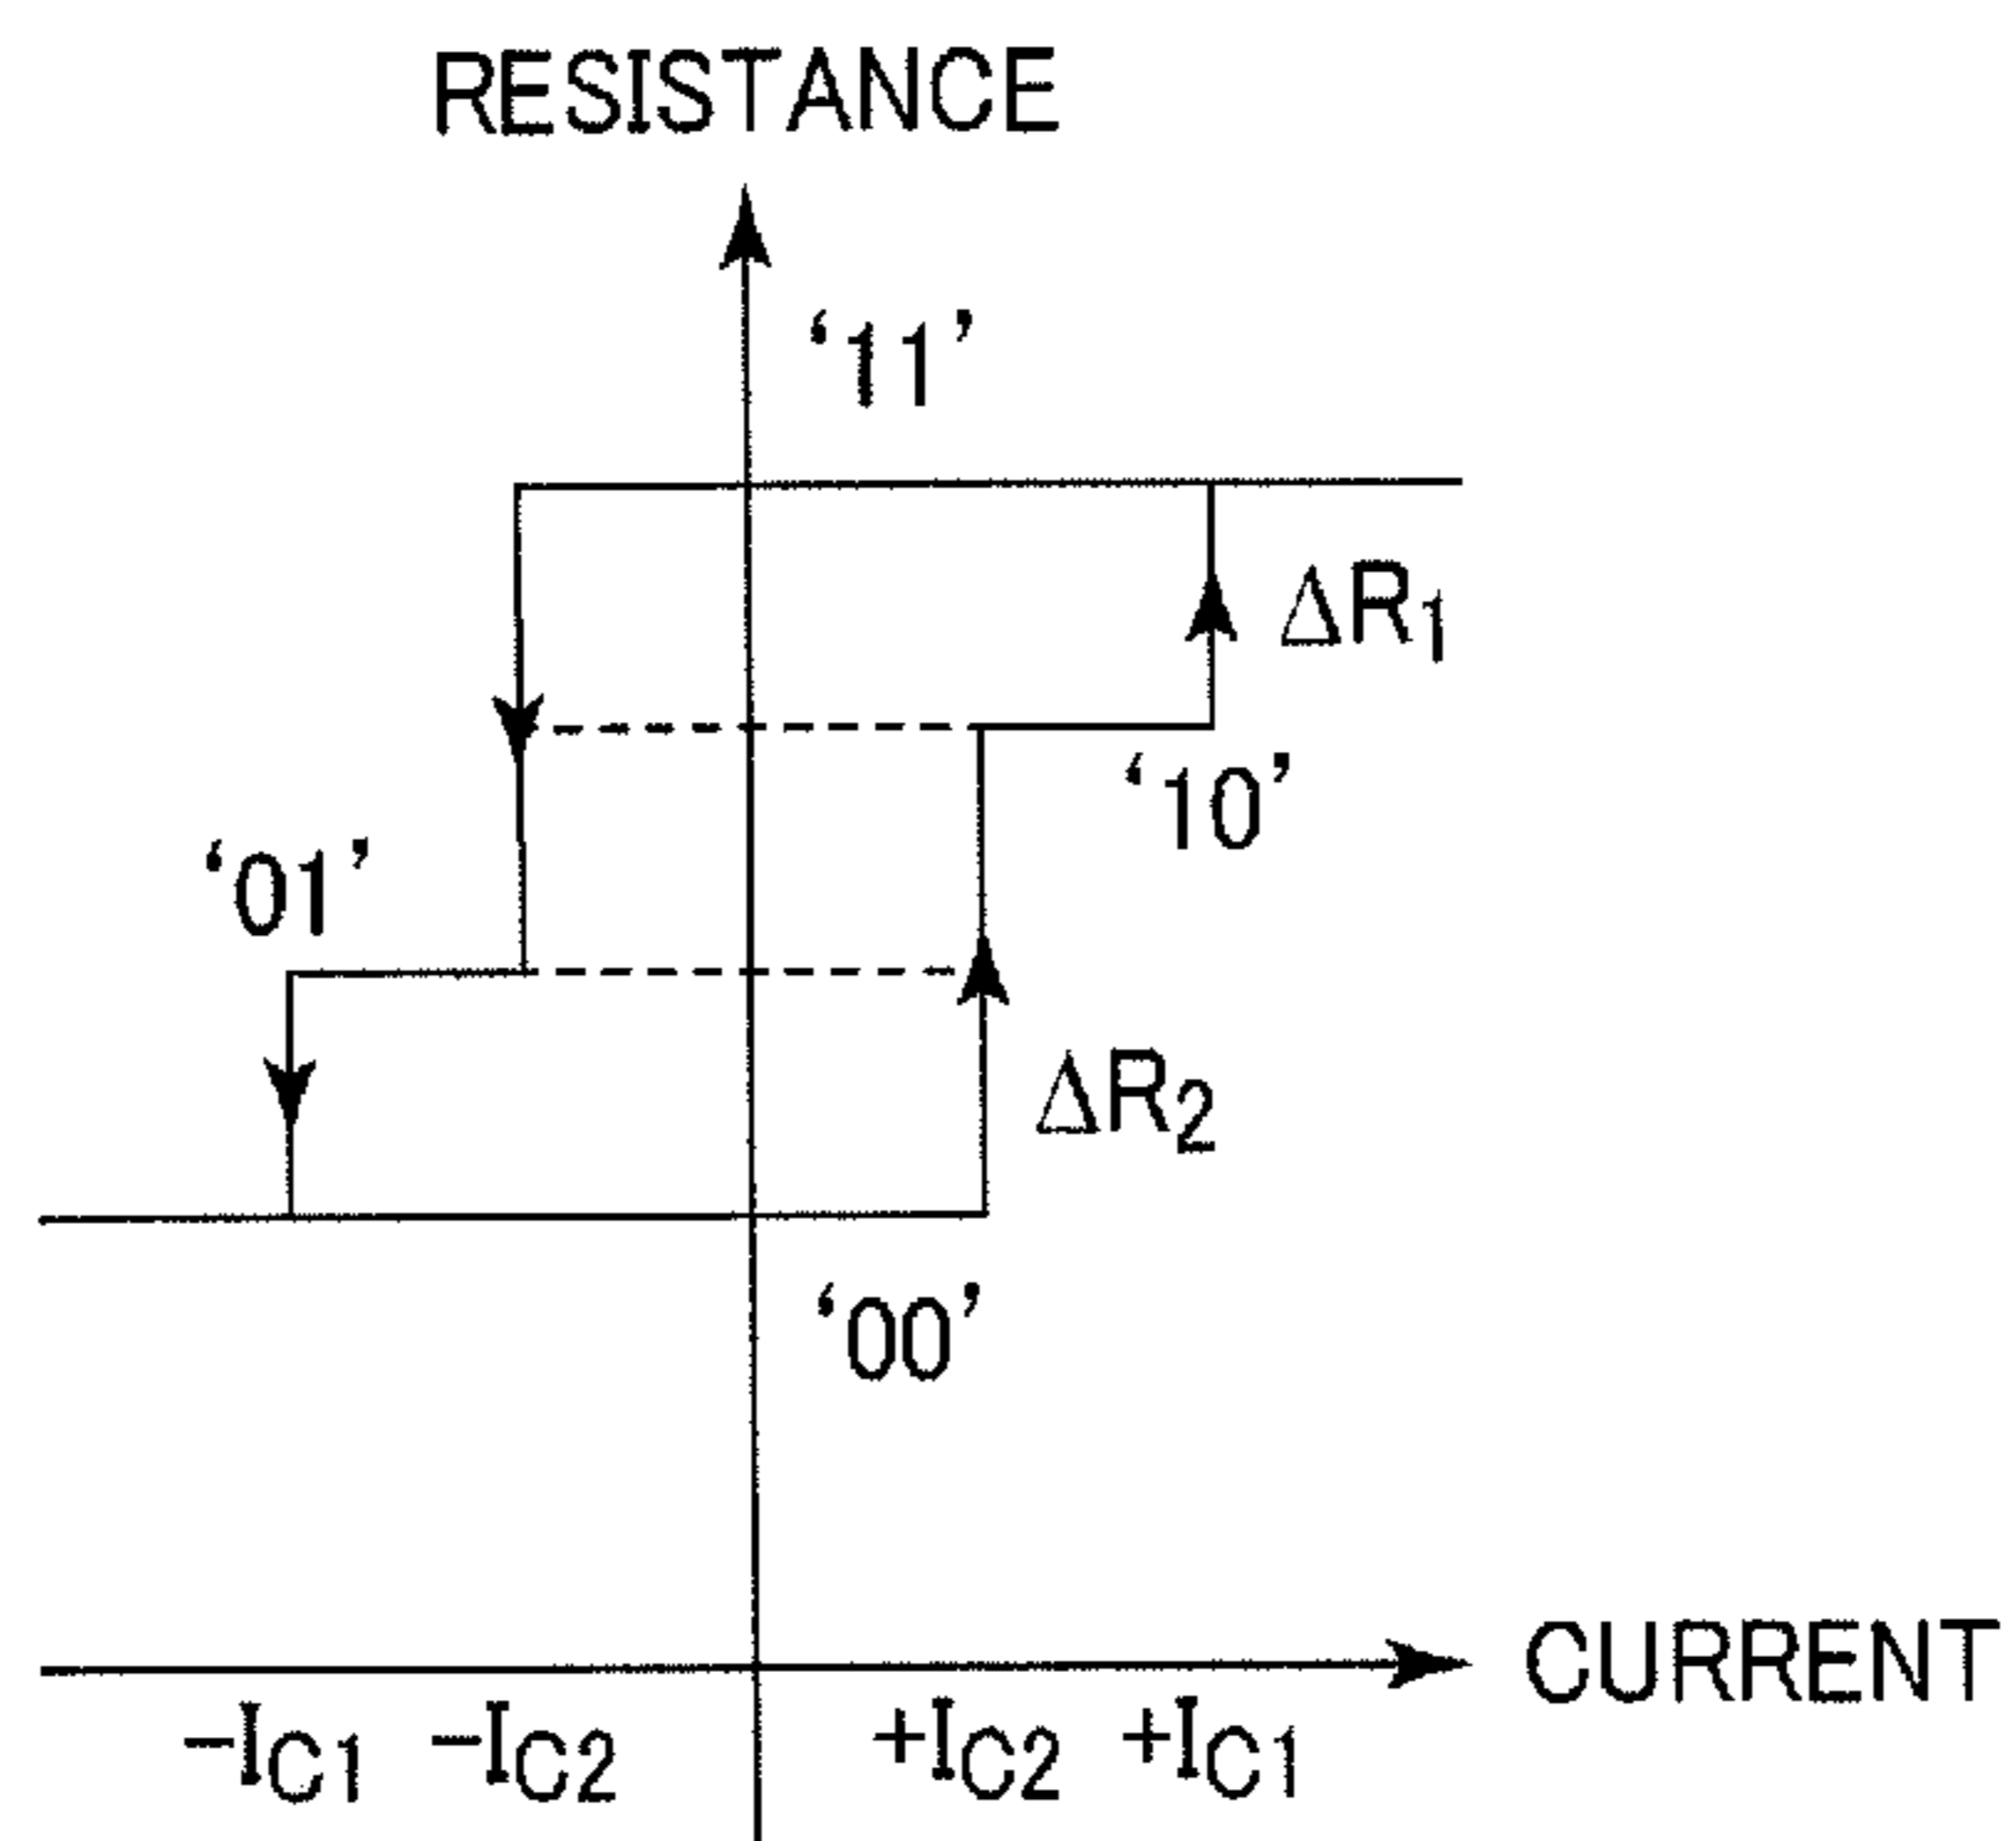 RESISTANCE
‘11’
ΔR1
‘10’
‘01’
ΔR2
‘00’
CURRENT
−IC1 −IC2 +IC2 +IC1